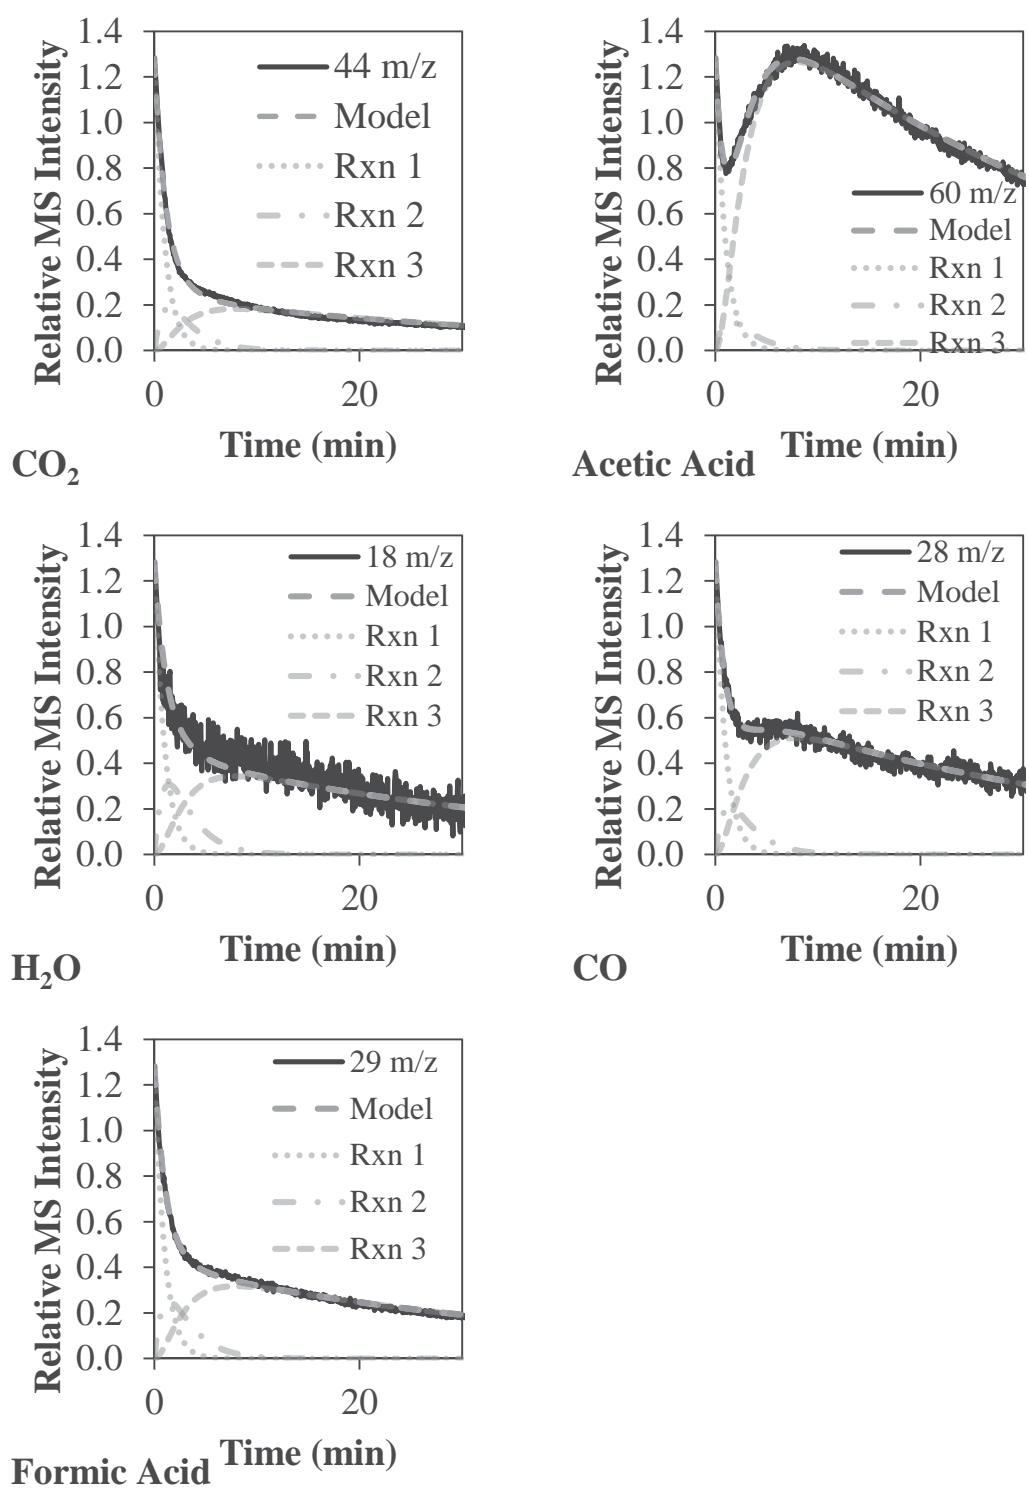 Relative MS Intensity
1.4
1.2
1.0
0.8
0.6
0.4
0.2
0.0
44 m/z
Model
Rxn 1
Rxn 2
Rxn 3
0 20
Time (min)
CO₂
Relative MS Intensity
1.4
1.2
1.0
0.8
0.6
0.4
0.2
0.0
60 m/z
Model
Rxn 1
Rxn 2
Rxn 3
0 20
Time (min)
Acetic Acid
Relative MS Intensity
1.4
1.2
1.0
0.8
0.6
0.4
0.2
0.0
18 m/z
Model
Rxn 1
Rxn 2
Rxn 3
0 20
Time (min)
H₂O
Relative MS Intensity
1.4
1.2
1.0
0.8
0.6
0.4
0.2
0.0
28 m/z
Model
Rxn 1
Rxn 2
Rxn 3
0 20
Time (min)
CO
Relative MS Intensity
1.4
1.2
1.0
0.8
0.6
0.4
0.2
0.0
29 m/z
Model
Rxn 1
Rxn 2
Rxn 3
0 20
Time (min)
Formic Acid